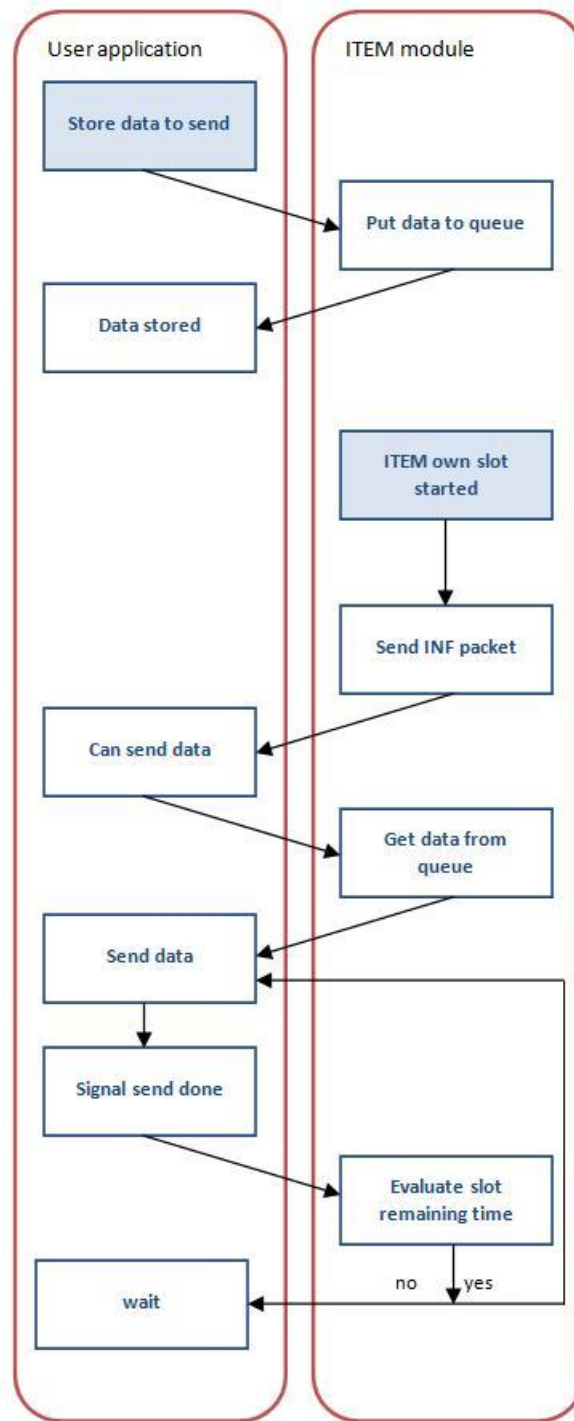 User application
ITEM module
Store data to send
Put data to queue
Data stored
ITEM own slot
started
Send INF packet
Can send data
Get data from
queue
Send data
Signal send done
Evaluate slot
remaining time
no
yes
wait